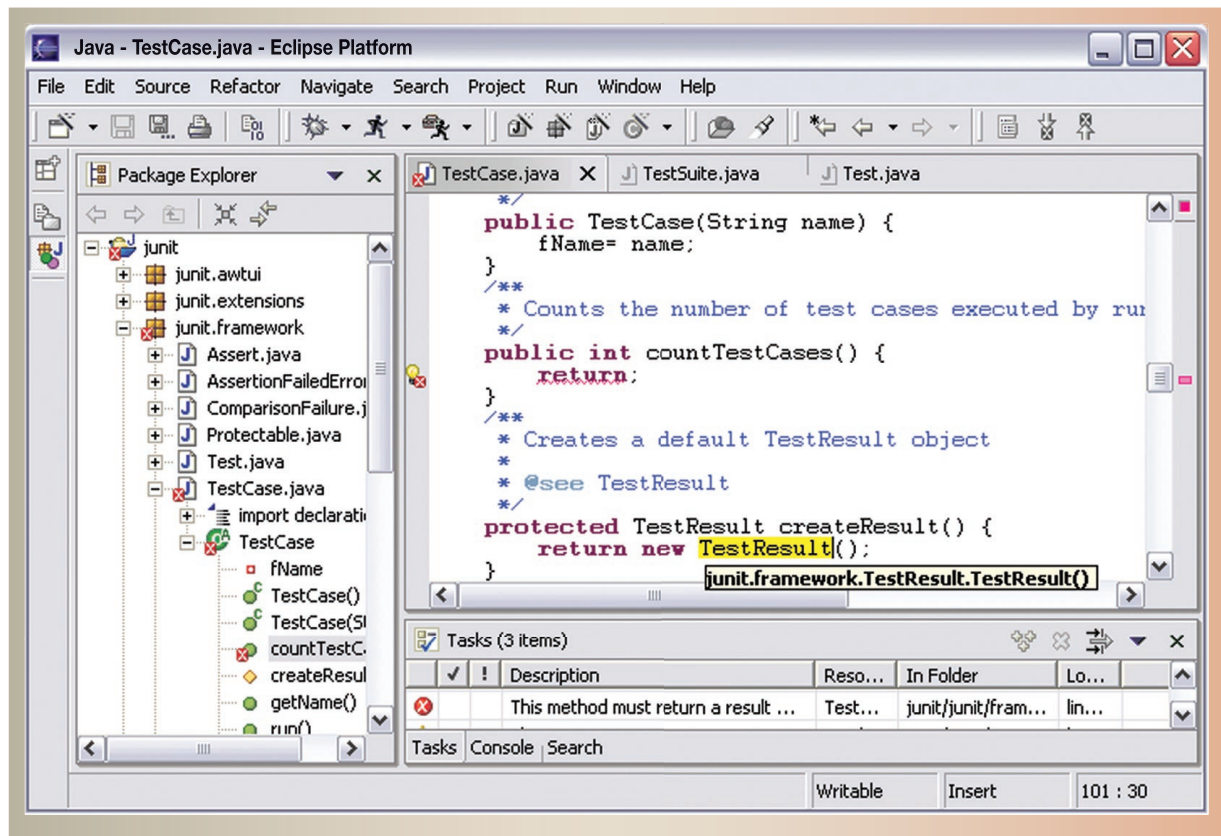 Java - TestCase.java - Eclipse Platform
File Edit Source Refactor Navigate Search Project Run Window Help
Package Explorer
junit
junit.awtui
junit.extensions
junit.framework
Assert.java
AssertionFailedError
ComparisonFailure.j
Protectable.java
Test.java
TestCase.java
import declarati
TestCase
fName
TestCase()
TestCase(St
countTestC
createResul
getName()
run()
TestCase.java TestSuite.java Test.java
*/
public TestCase(String name) {
fName= name;
}
/**
* Counts the number of test cases executed by run
*/
public int countTestCases() {
return;
}
/**
* Creates a default TestResult object
*
* @see TestResult
*/
protected TestResult createResult() {
return new TestResult();
}
junit.framework.TestResult.TestResult()
Tasks (3 items)
! Description Reso... In Folder Lo...
This method must return a result ... Test... junit/junit/fram... lin...
Tasks Console Search
Writable Insert 101 : 30